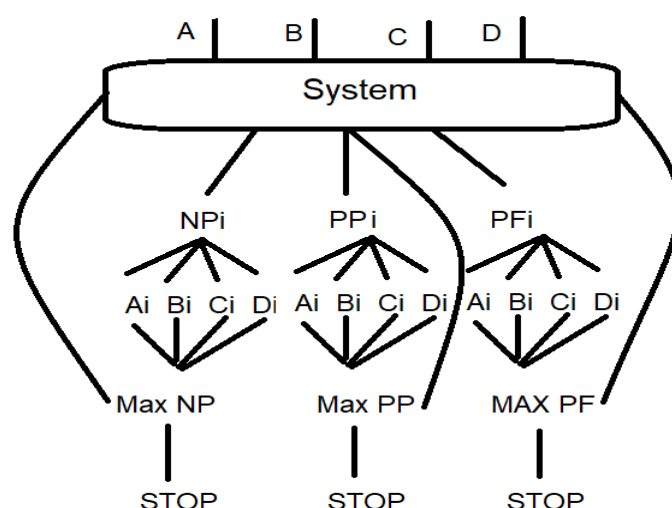 A B C D
System
NPi PPi PFi
Ai Bi Ci Di Ai Bi Ci Di Ai Bi Ci Di
Max NP Max PP MAX PF
STOP STOP STOP